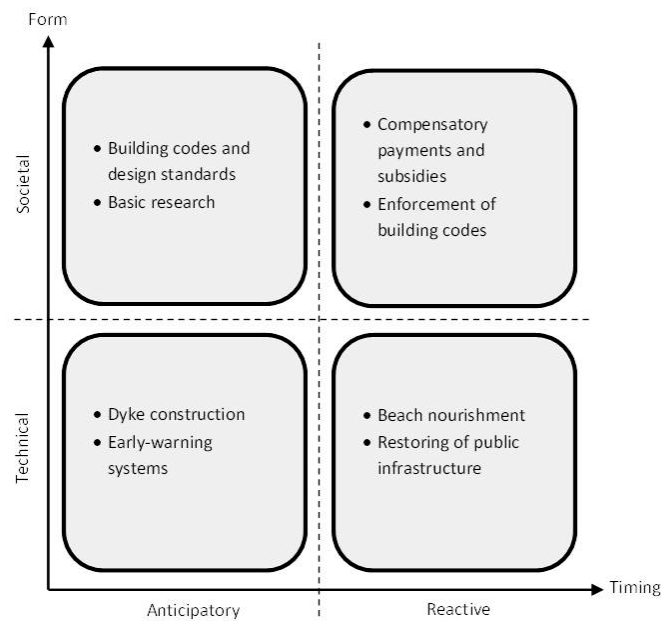 Form
Societal
• Building codes and
design standards
• Basic research
• Compensatory
payments and
subsidies
• Enforcement of
building codes
Technical
• Dyke construction
• Early-warning
systems
• Beach nourishment
• Restoring of public
infrastructure
Timing
Anticipatory
Reactive